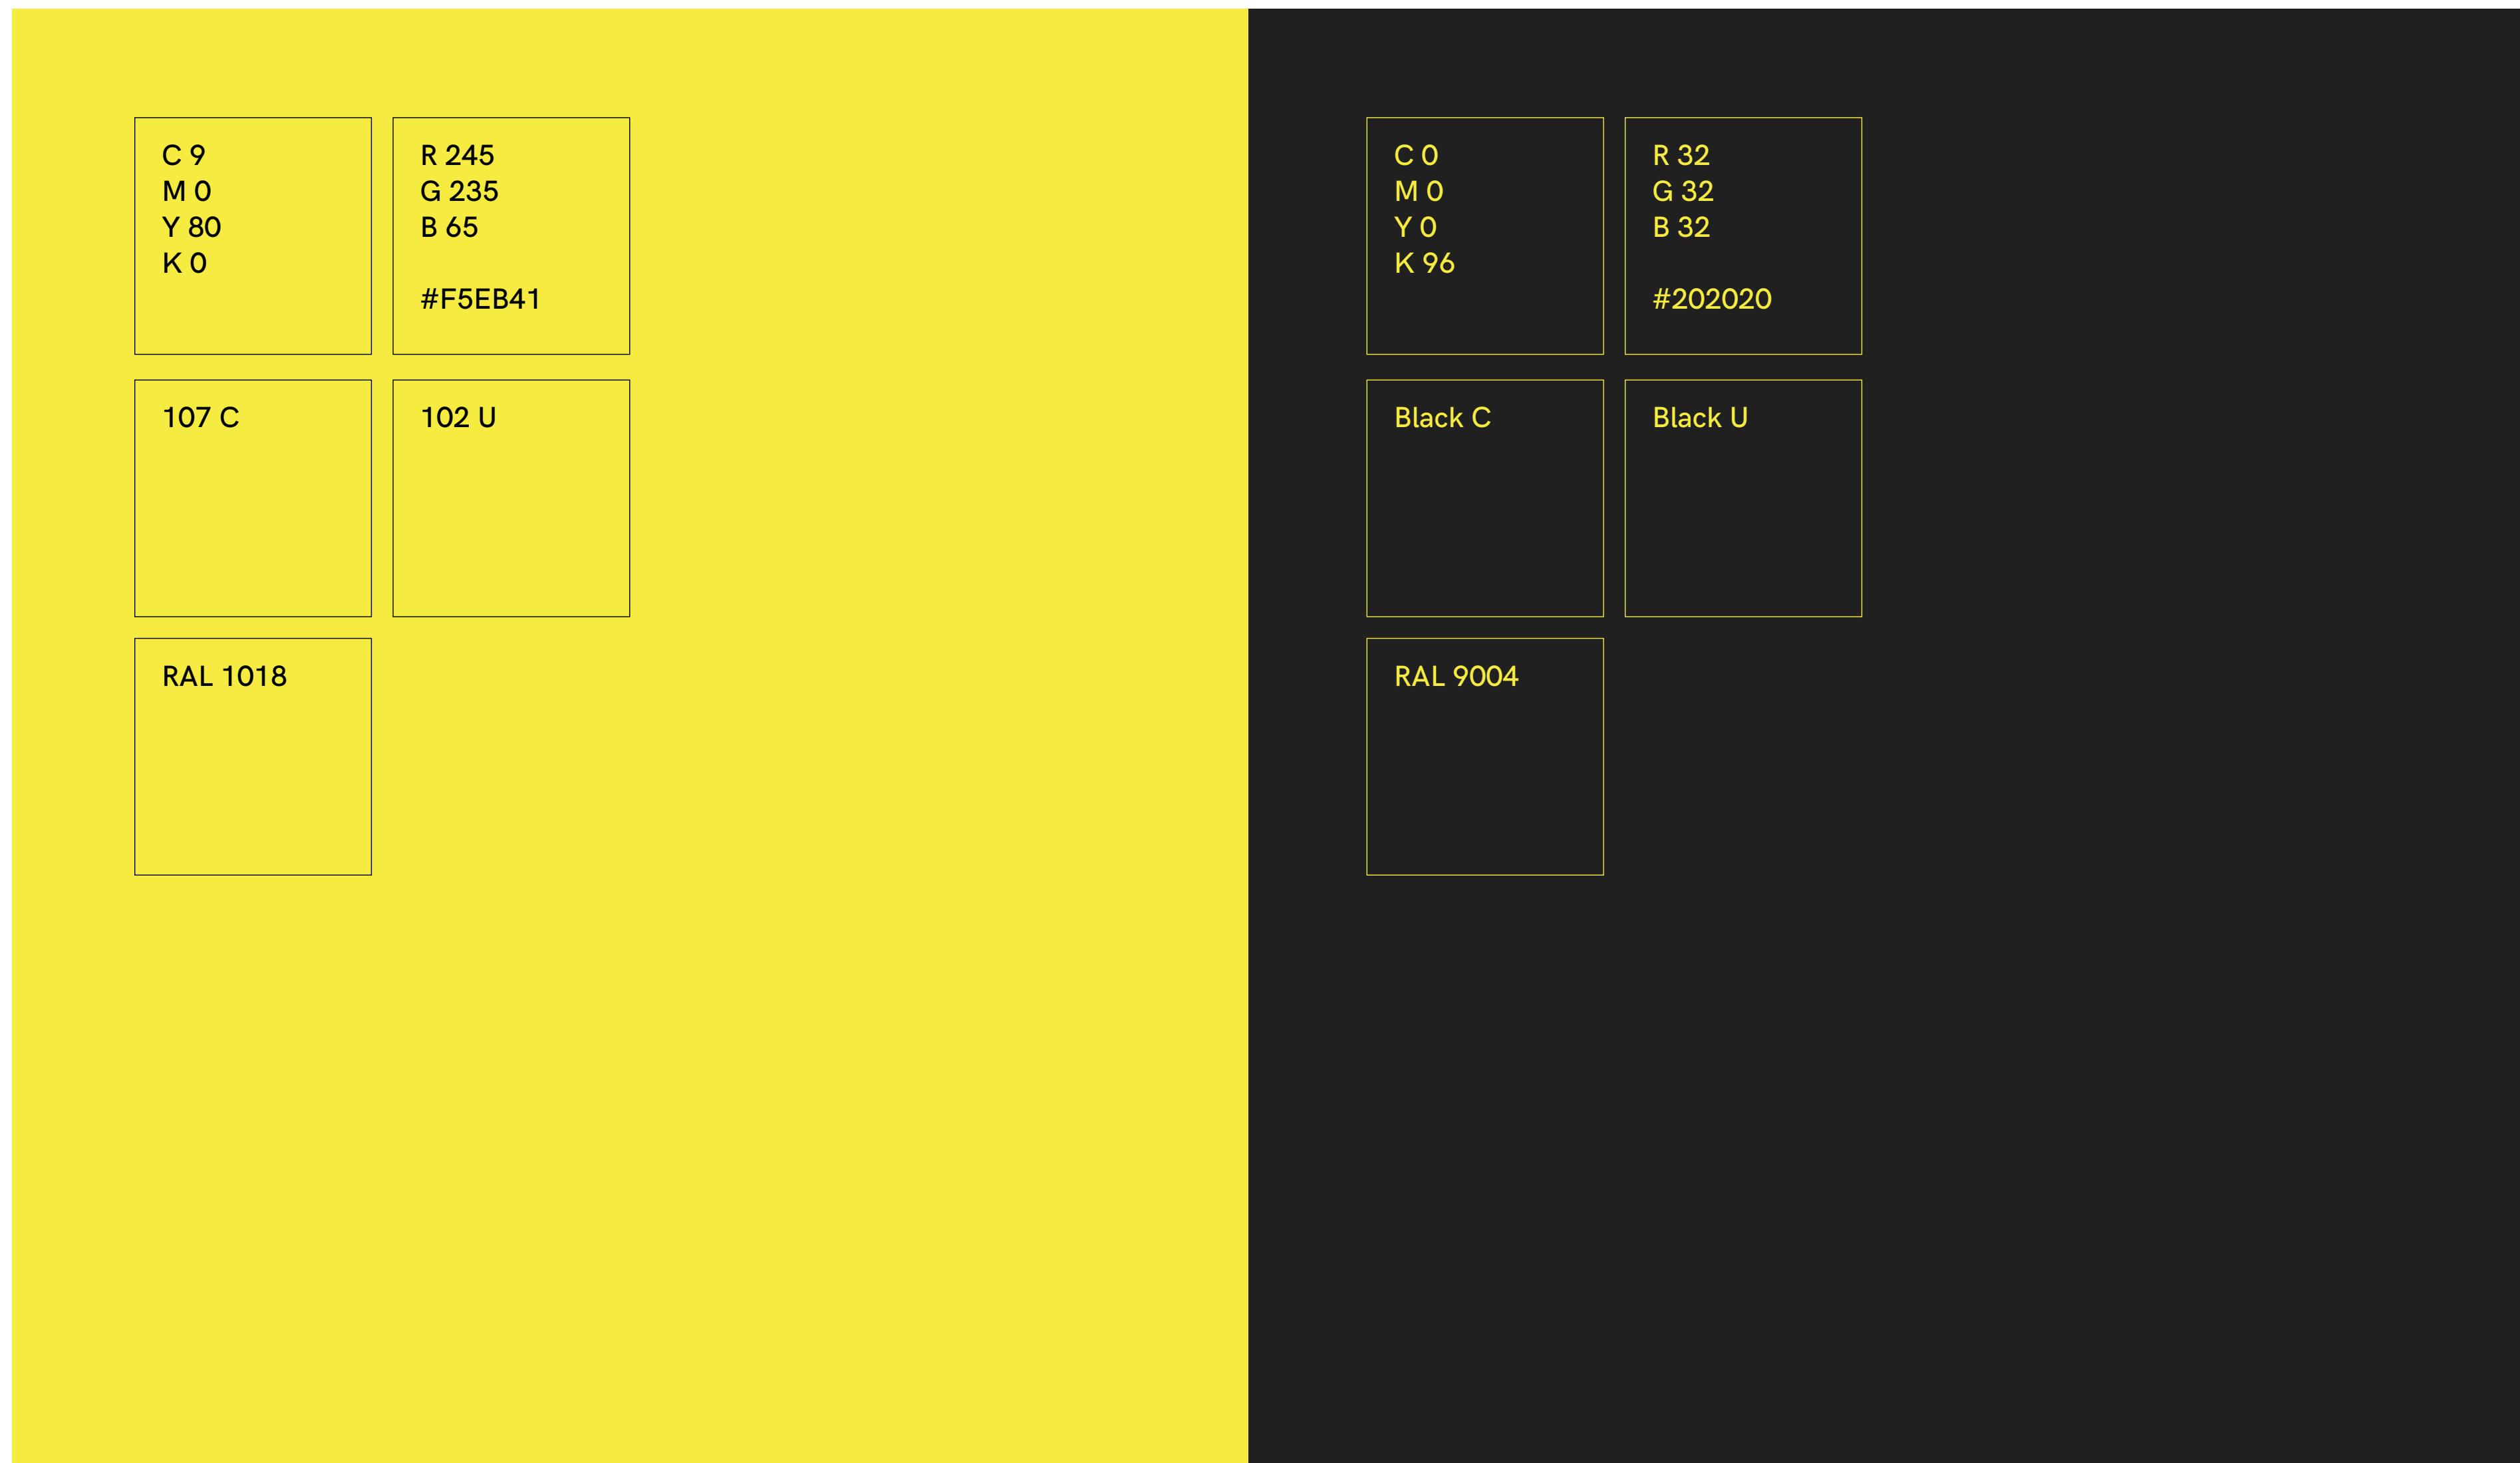 C 9
M 0
Y 80
K 0
R 245
G 235
B 65
#F5EB41
107 C
102 U
RAL 1018
C 0
M 0
Y 0
K 96
R 32
G 32
B 32
#202020
Black C
Black U
RAL 9004